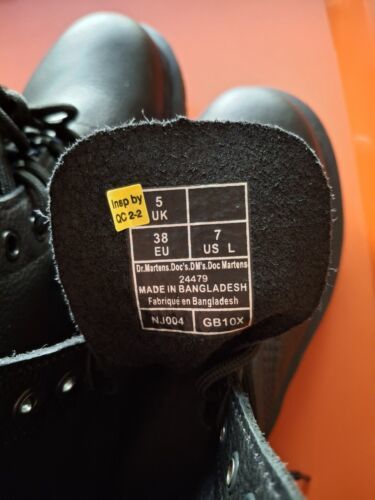 Insp by
QC 2-2
5
UK
38
EU
7
US L
Dr.Martens.Doc's.DM's.Doc Martens
24479
MADE IN BANGLADESH
Fabriqué en Bangladesh
NJ004
GB10X